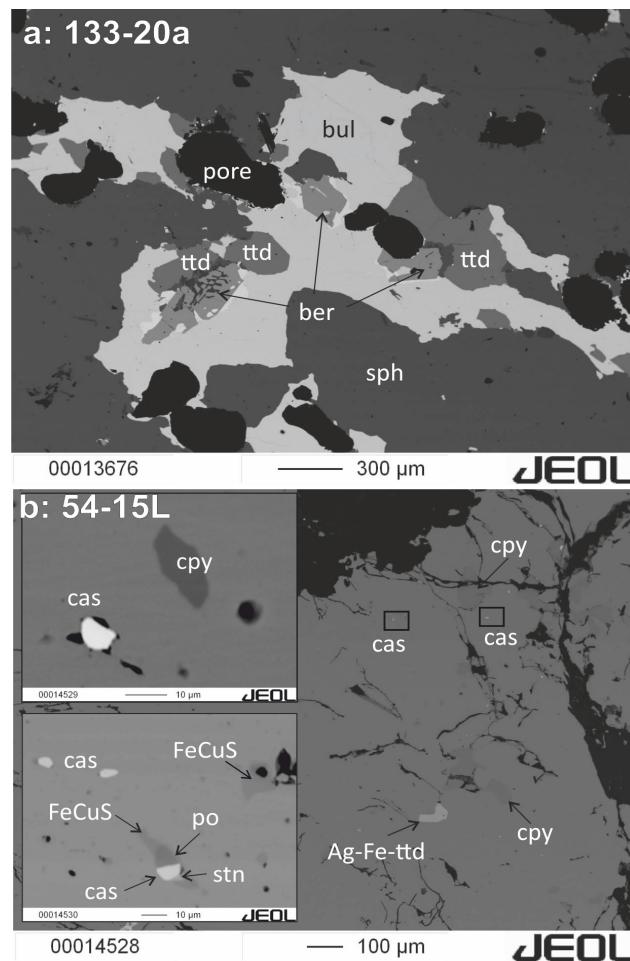 a: 133-20a
bul
pore
ttd
ttd
ttd
ber
sph
00013676 300 µm JEOL
b: 54-15L
cpy
cas
00014529 10 µm JEOL
cas
FeCuS
FeCuS
po
cas
stn
00014530 10 µm JEOL
cpy
cas
cas
Ag-Fe-ttd
cpy
00014528 100 µm JEOL